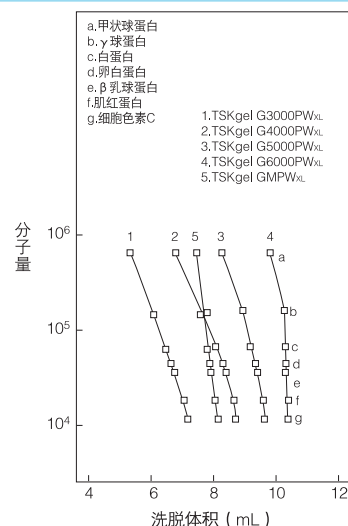 a.甲状球蛋白
b.γ球蛋白
c.白蛋白
d.卵白蛋白
e.β乳球蛋白
f.肌红蛋白
g.细胞色素C
1.TSKgel G3000PWXL
2.TSKgel G4000PWXL
3.TSKgel G5000PWXL
4,TSKgel G6000PWXL
5.TSKgel GMPWXL
分子量
10⁶
10⁵
10⁴
1 2 5 3 4
a
b
c
d
e
f
g
4 6 8 10 12
洗脱体积（mL）